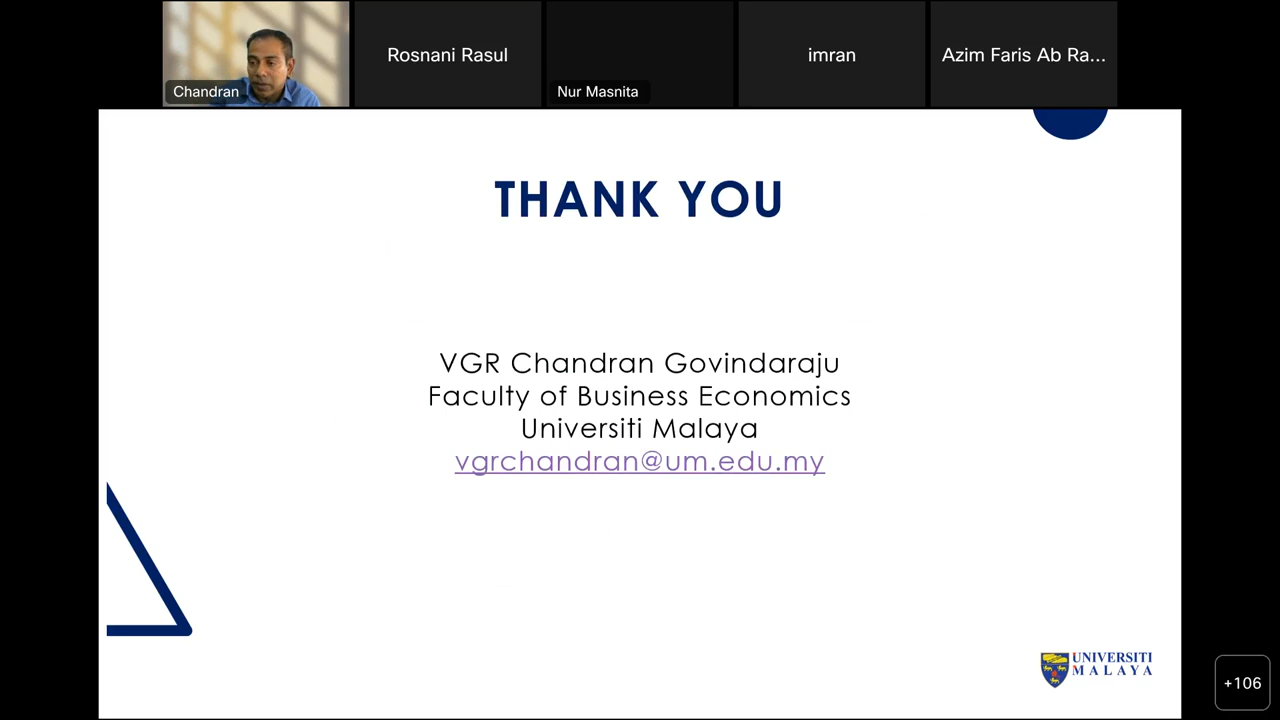 Chandran
Rosnani Rasul
Nur Masnita
imran
Azim Faris Ab Ra...
THANK YOU
VGR Chandran Govindaraju
Faculty of Business Economics
Universiti Malaya
vgrchandran@um.edu.my
UNIVERSITI
MALAYA
+106